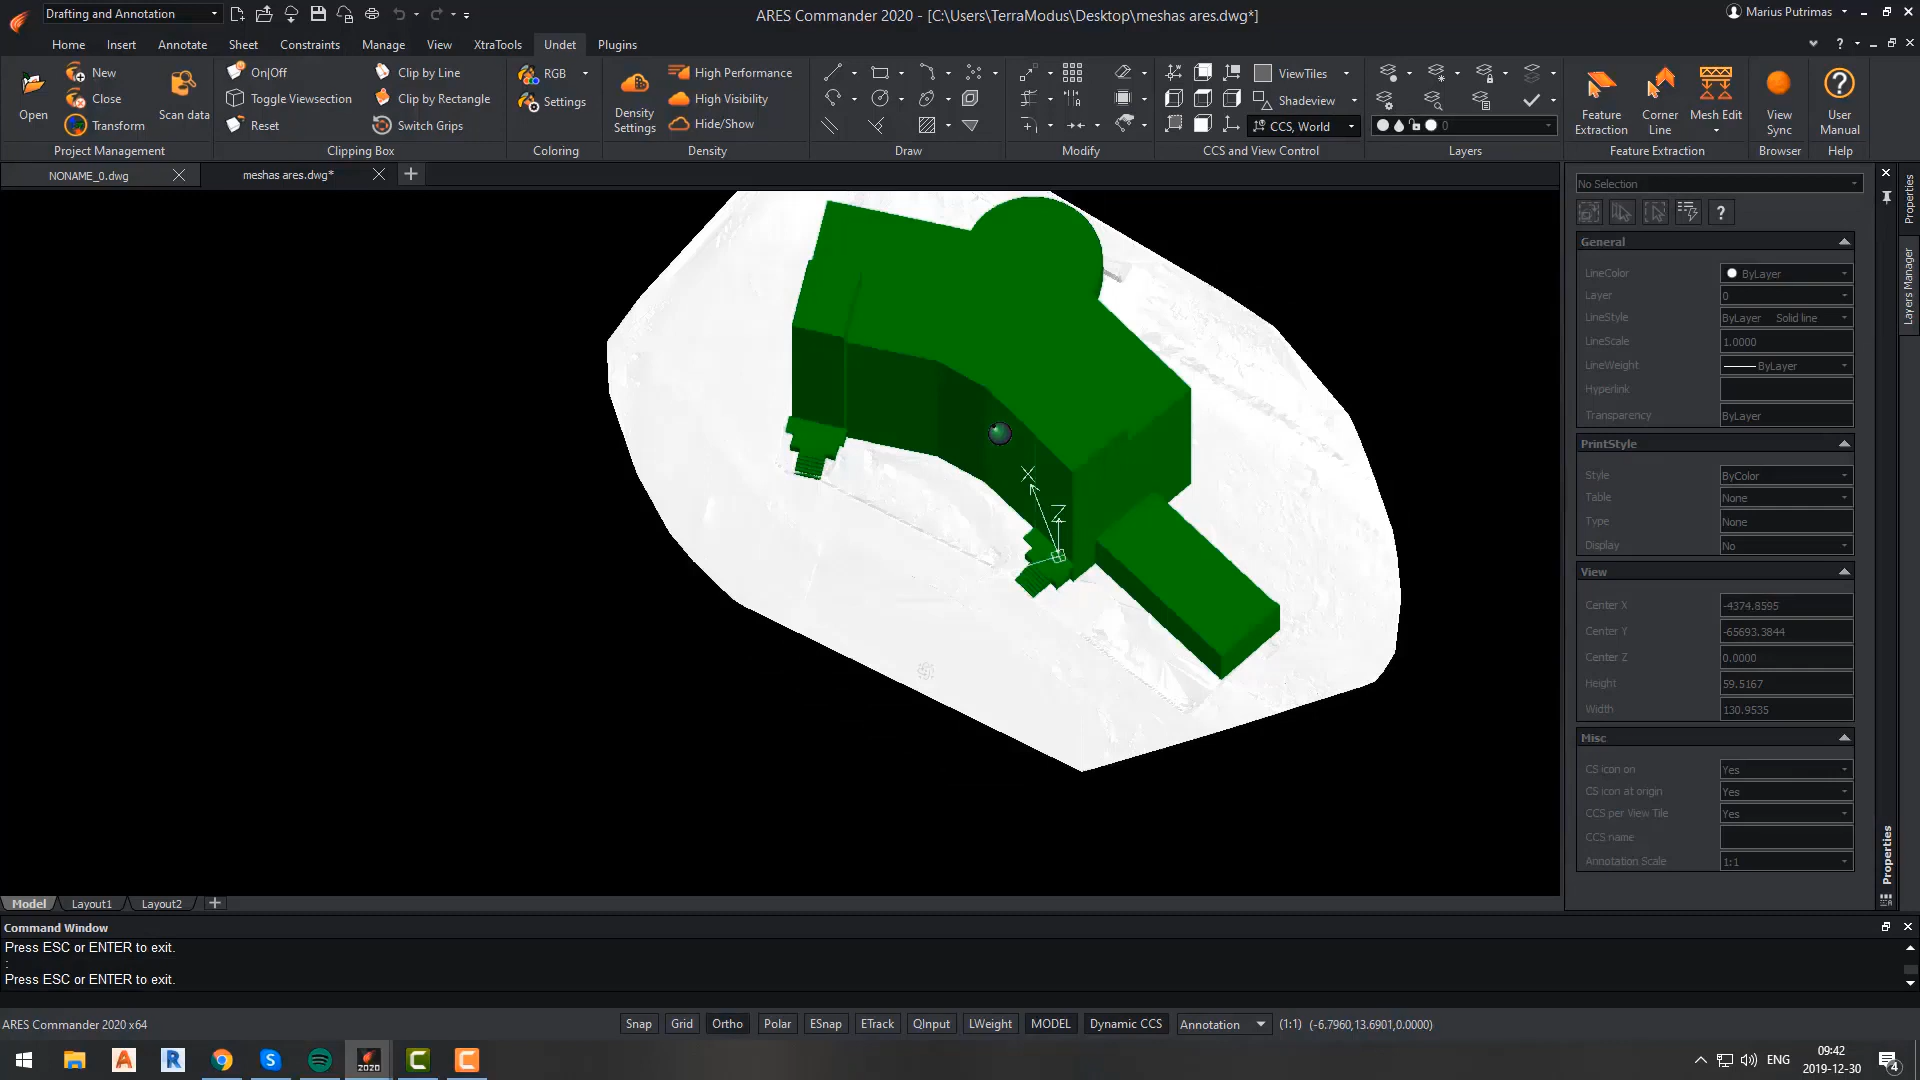 Drafting and Annotation
ARES Commander 2020 - [C:\Users\TerraModus\Desktop\meshas ares.dwg*]
Marius Putrimas
Home Insert Annotate Sheet Constraints Manage View XtraTools Undet Plugins
Open
New
Close
Transform
Scan data
Project Management
On|Off
Toggle Viewsection
Reset
Clip by Line
Clip by Rectangle
Switch Grips
Clipping Box
RGB
Settings
Coloring
Density Settings
High Performance
High Visibility
Hide/Show
Density
Draw
Modify
ViewTiles
Shadeview
CCS, World
CCS and View Control
0
Layers
Feature Extraction
Corner Line
Mesh Edit
Feature Extraction
View Sync
Browser
User Manual
Help
NONAME_0.dwg
meshas ares.dwg*
X
Z
No Selection
General
LineColor ByLayer
Layer 0
LineStyle ByLayer Solid line
LineScale 1.0000
LineWeight ByLayer
Hyperlink
Transparency ByLayer
PrintStyle
Style ByColor
Table None
Type None
Display No
View
Center X -4374.8595
Center Y -65693.3844
Center Z 0.0000
Height 59.5167
Width 130.9535
Misc
CS icon on Yes
CS icon at origin Yes
CCS per View Tile Yes
CCS name
Annotation Scale 1:1
Properties
Layers Manager
Properties
Model Layout1 Layout2
Command Window
Press ESC or ENTER to exit.
:
Press ESC or ENTER to exit.
ARES Commander 2020 x64
Snap Grid Ortho Polar ESnap ETrack QInput LWeight MODEL Dynamic CCS Annotation (1:1) (-6.7960,13.6901,0.0000)
2020
ENG
09:42
2019-12-30
4